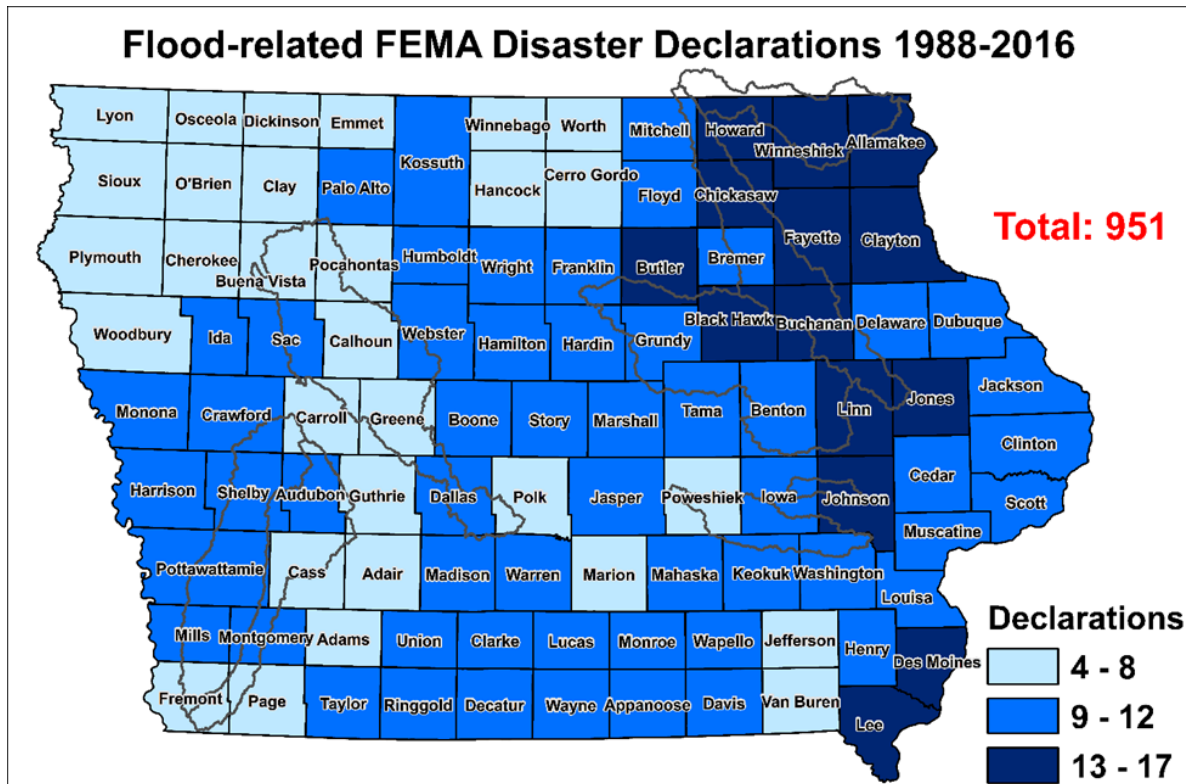 Flood-related FEMA Disaster Declarations 1988-2016
Lyon Osceola Dickinson Emmet Winnebago Worth Mitchell Howard Winneshiek Allamakee
Kossuth
Sioux O'Brien Clay Palo Alto Hancock Cerro Gordo Floyd Chickasaw
Fayette Clayton
Total: 951
Plymouth Cherokee Buena Vista Pocahontas Humboldt Wright Franklin Butler Bremer
Woodbury Ida Sac Calhoun Webster Hamilton Hardin Grundy Black Hawk Buchanan Delaware Dubuque
Monona Crawford Carroll Greene Boone Story Marshall Tama Benton Linn Jones Jackson
Clinton
Harrison Shelby Audubon Guthrie Dallas Polk Jasper Poweshiek Iowa Johnson Cedar Scott
Muscatine
Pottawattamie Cass Adair Madison Warren Marion Mahaska Keokuk Washington
Louisa
Mills Montgomery Adams Union Clarke Lucas Monroe Wapello Jefferson Henry Des Moines
Fremont Page Taylor Ringgold Decatur Wayne Appanoose Davis Van Buren Lee
Declarations
4 - 8
9 - 12
13 - 17